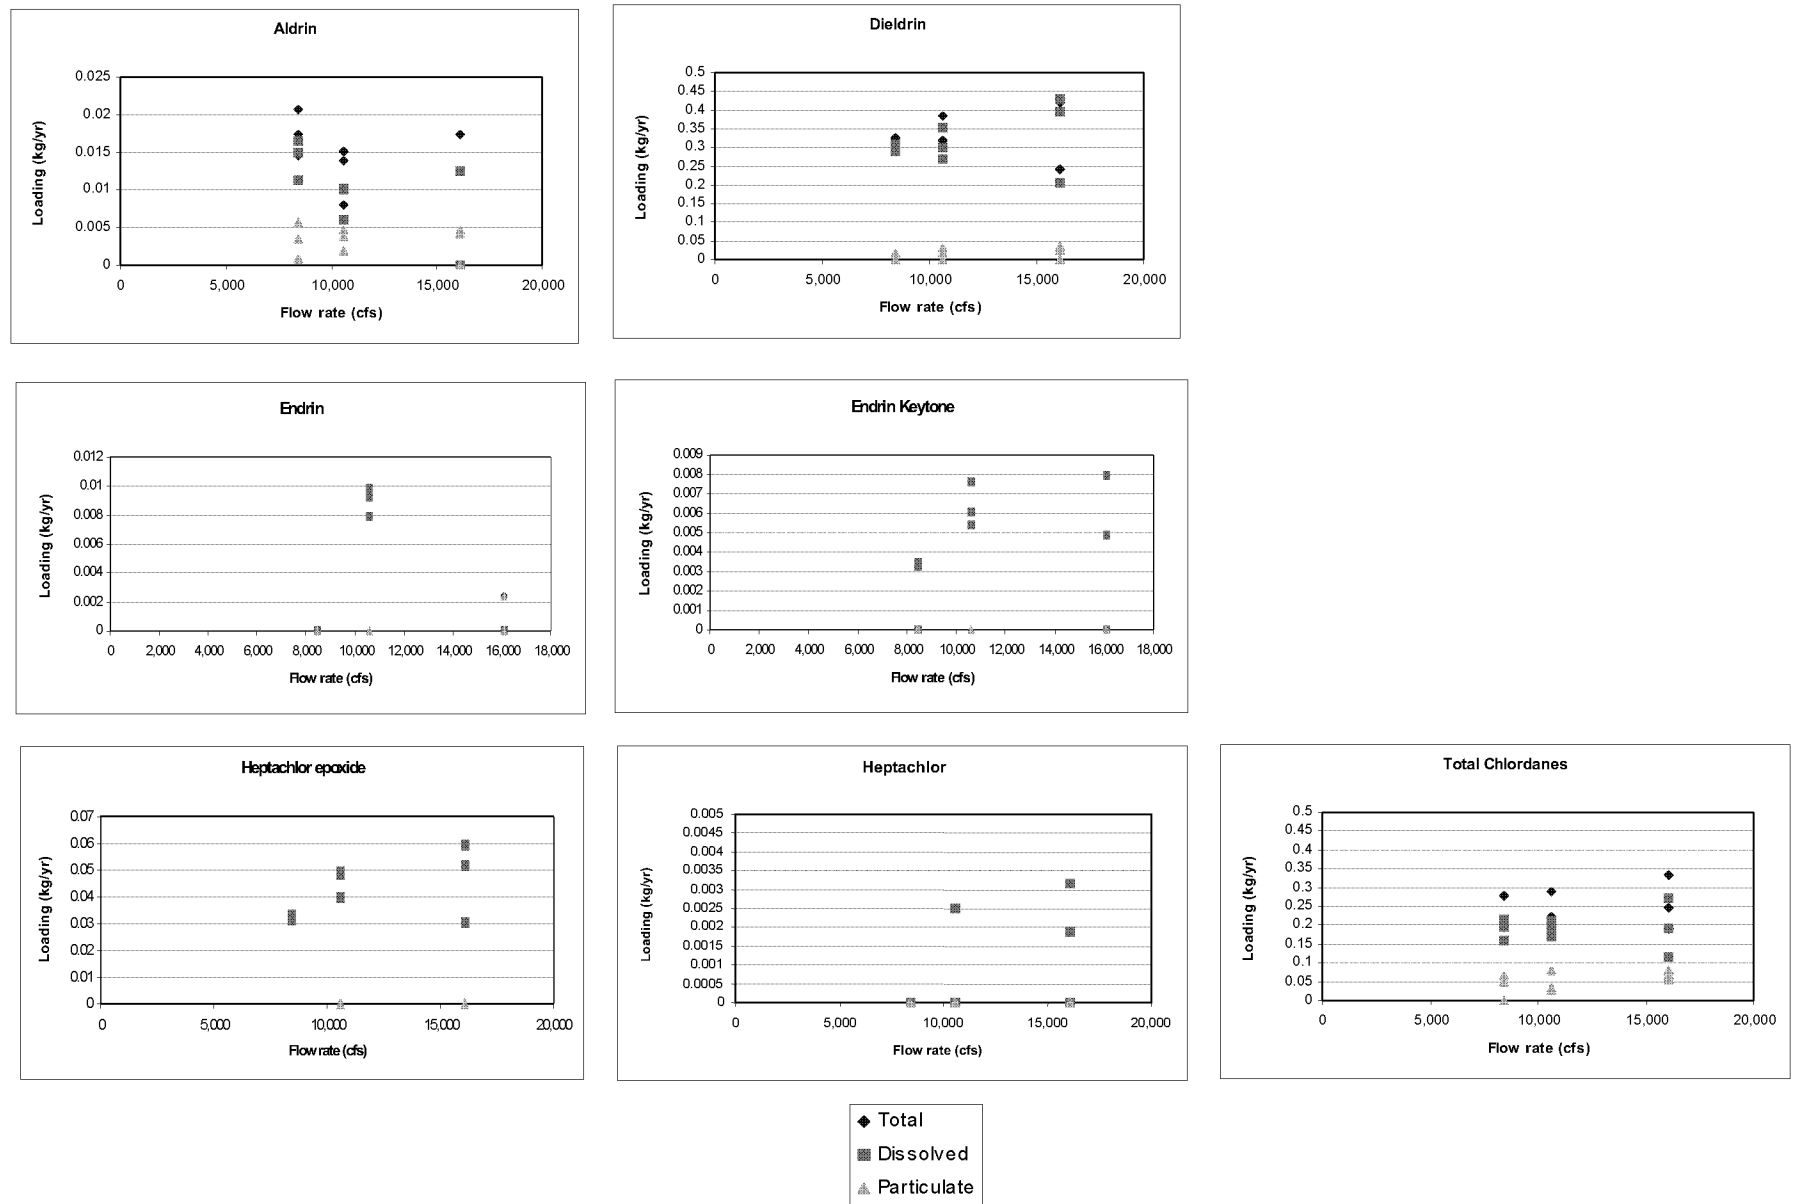 Aldrin
Loading (kg/yr)
0.025
0.02
0.015
0.01
0.005
0
0 5,000 10,000 15,000 20,000
Flow rate (cfs)
Dieldrin
Loading (kg/yr)
0.5
0.45
0.4
0.35
0.3
0.25
0.2
0.15
0.1
0.05
0
0 5,000 10,000 15,000 20,000
Flow rate (cfs)
Endrin
Loading (kg/yr)
0.012
0.01
0.008
0.006
0.004
0.002
0
0 2,000 4,000 6,000 8,000 10,000 12,000 14,000 16,000 18,000
Flow rate (cfs)
Endrin Keytone
Loading (kg/yr)
0.009
0.008
0.007
0.006
0.005
0.004
0.003
0.002
0.001
0
0 2,000 4,000 6,000 8,000 10,000 12,000 14,000 16,000 18,000
Flow rate (cfs)
Heptachlor epoxide
Loading (kg/yr)
0.07
0.06
0.05
0.04
0.03
0.02
0.01
0
0 5,000 10,000 15,000 20,000
Flow rate (cfs)
Heptachlor
Loading (kg/yr)
0.005
0.0045
0.004
0.0035
0.003
0.0025
0.002
0.0015
0.001
0.0005
0
0 5,000 10,000 15,000 20,000
Flow rate (cfs)
Total Chlordanes
Loading (kg/yr)
0.5
0.45
0.4
0.35
0.3
0.25
0.2
0.15
0.1
0.05
0
0 5,000 10,000 15,000 20,000
Flow rate (cfs)
Total
Dissolved
Particulate